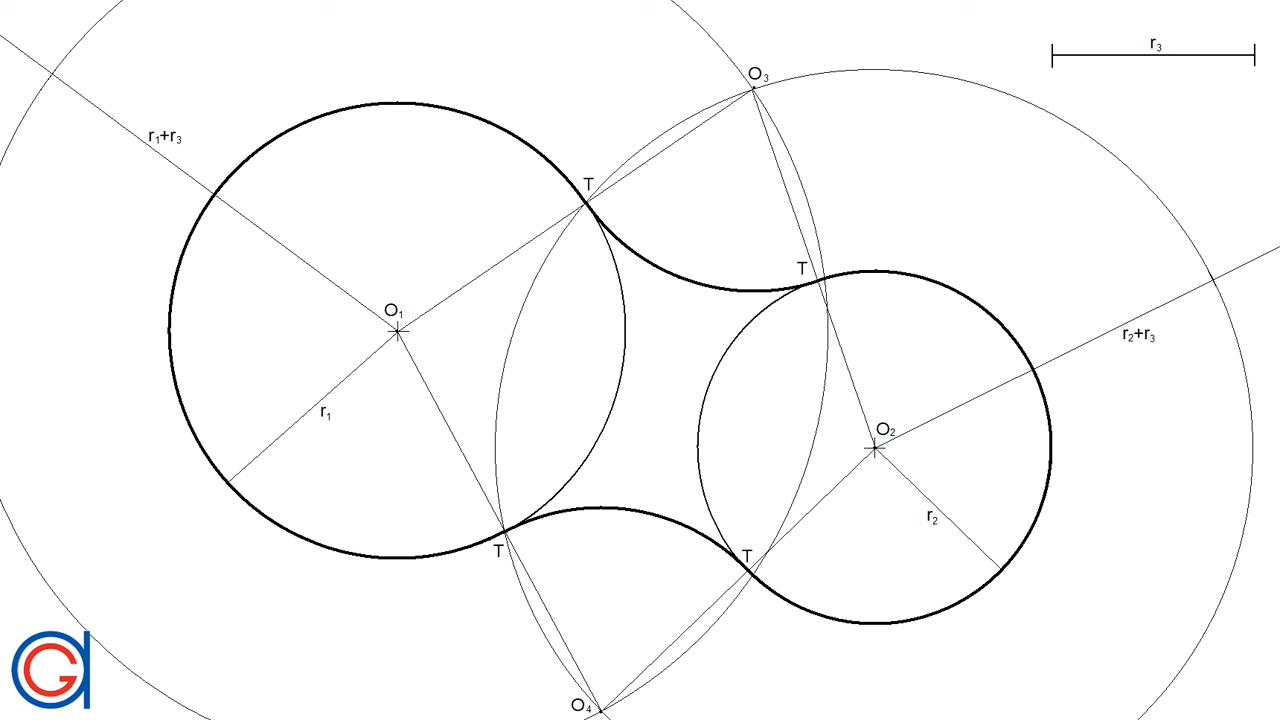 r₃
O₃
r₁+r₃
T
T
O₁
r₂+r₃
r₁
O₂
r₂
T
T
O₄